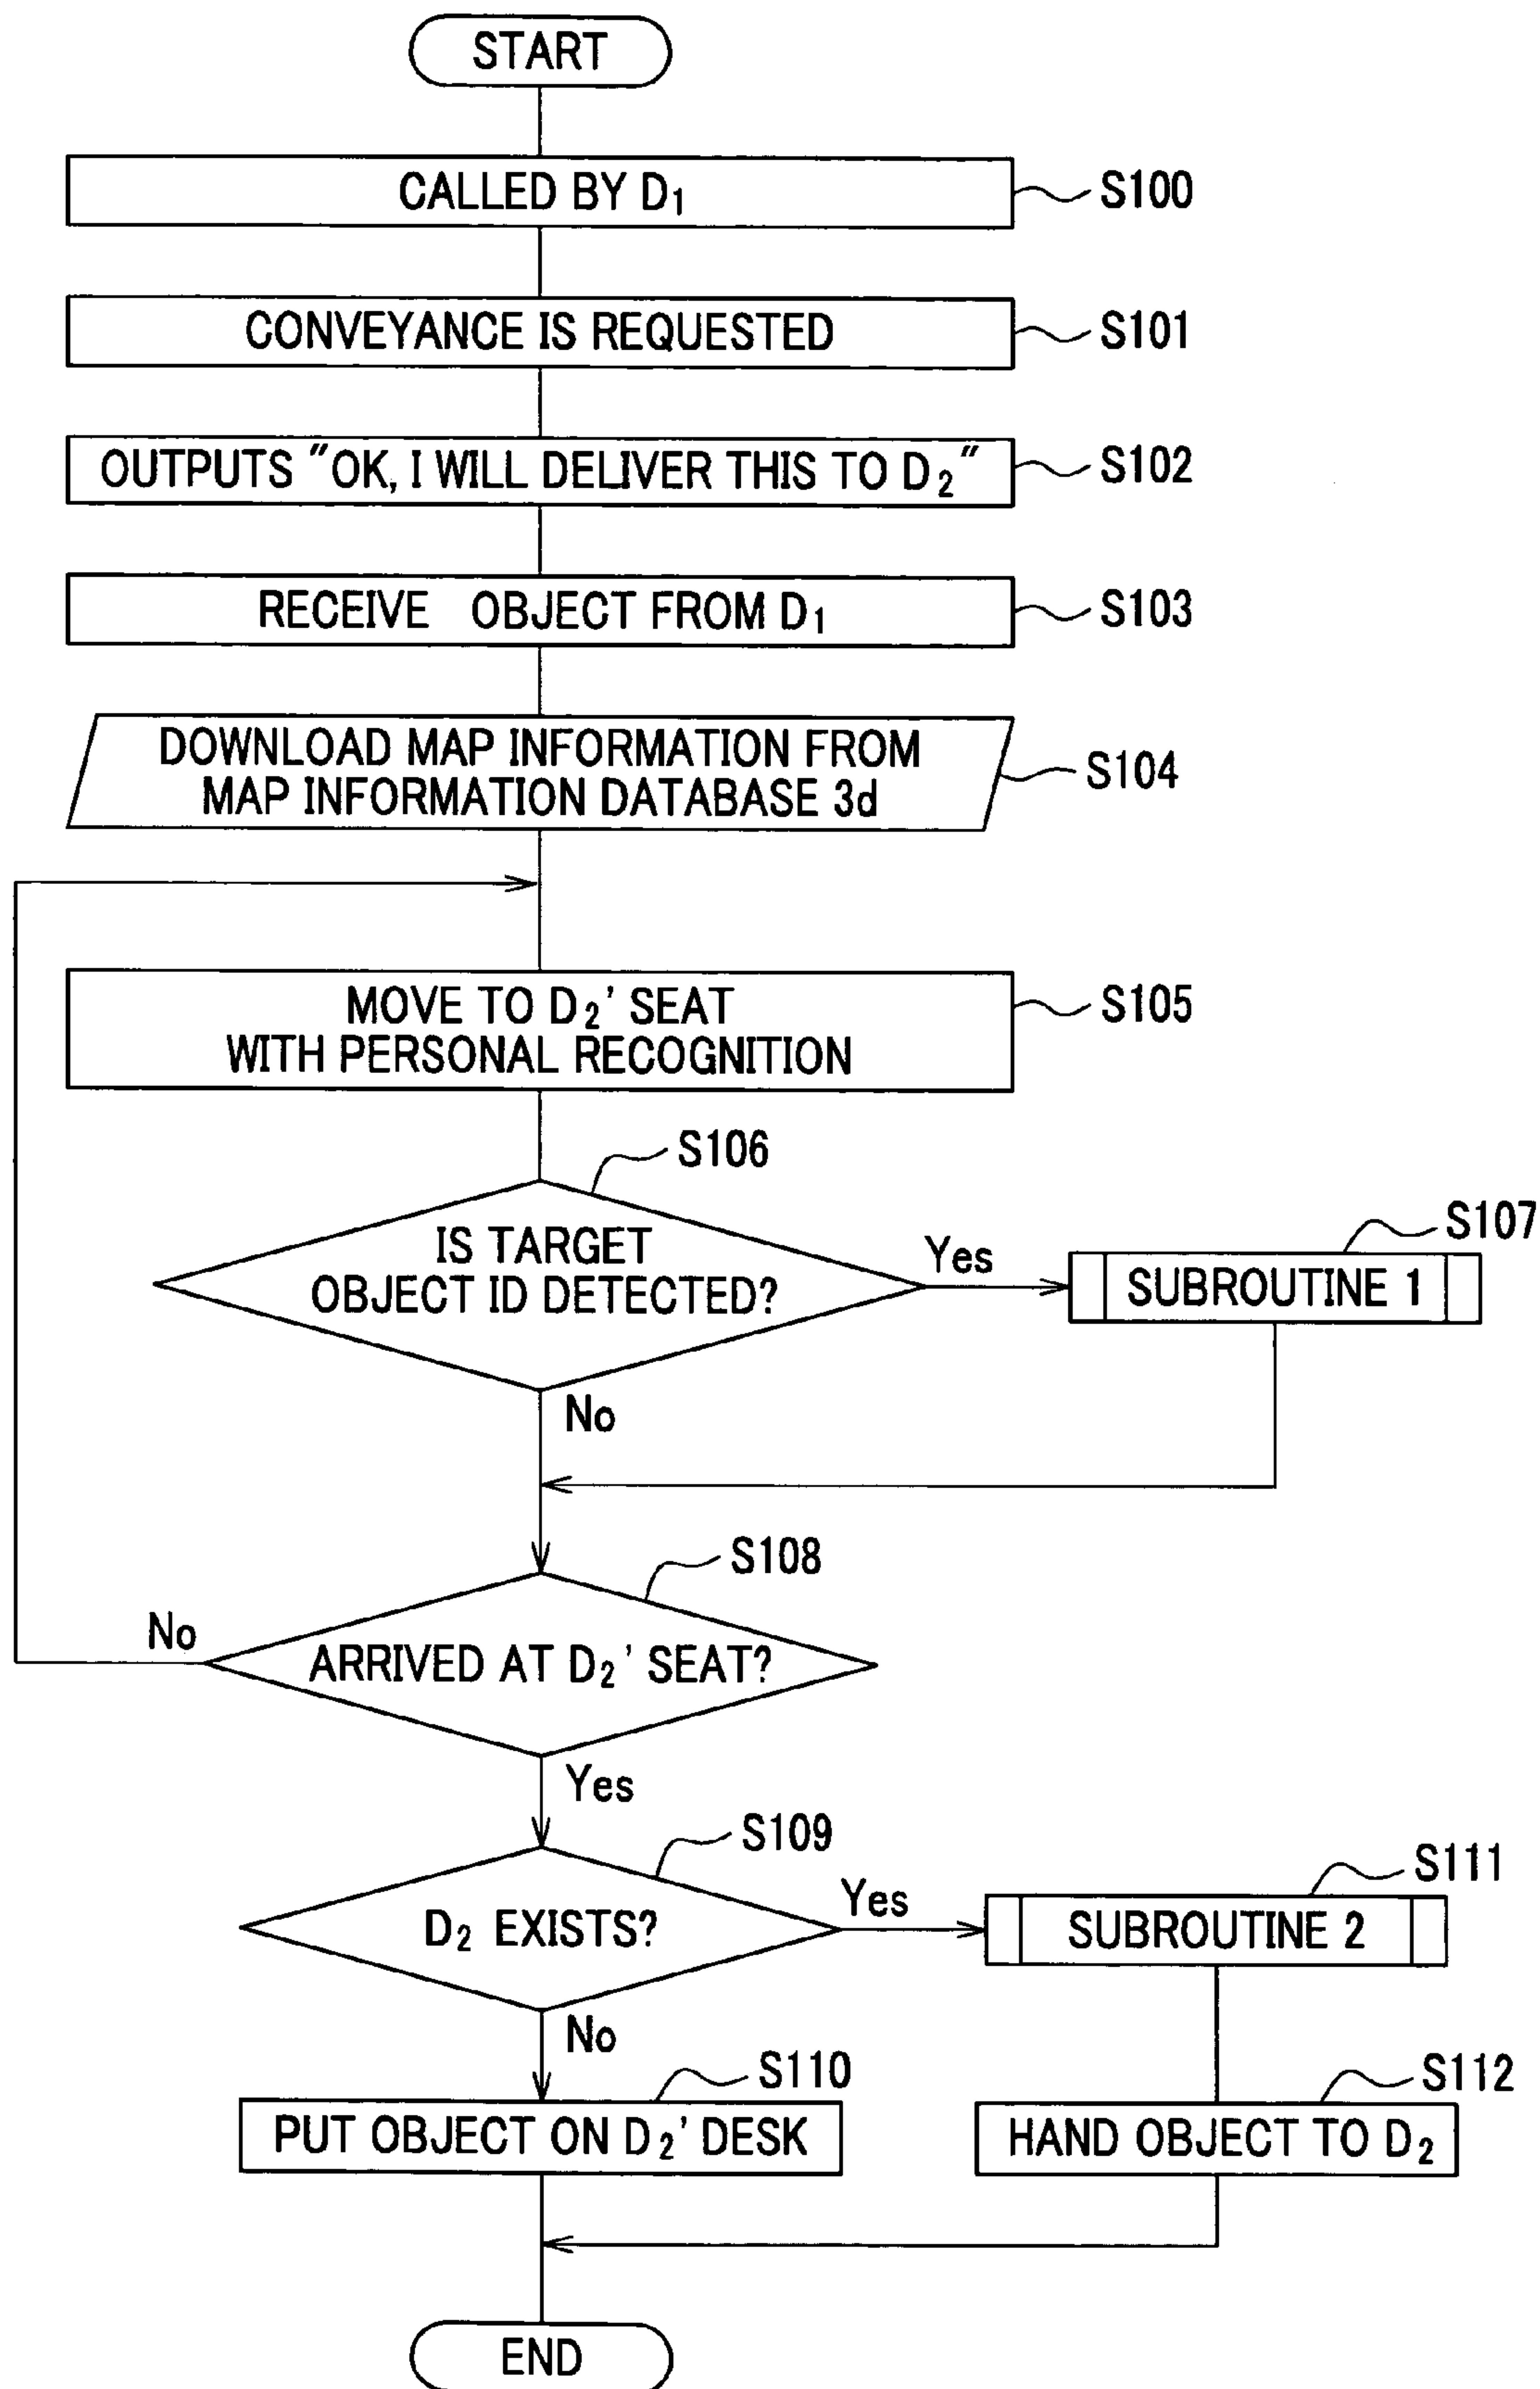 START
CALLED BY D1
S100
CONVEYANCE IS REQUESTED
S101
OUTPUTS "OK, I WILL DELIVER THIS TO D2"
S102
RECEIVE OBJECT FROM D1
S103
DOWNLOAD MAP INFORMATION FROM
MAP INFORMATION DATABASE 3d
S104
MOVE TO D2' SEAT
WITH PERSONAL RECOGNITION
S105
S106
IS TARGET
OBJECT ID DETECTED?
Yes
S107
SUBROUTINE 1
No
S108
No
ARRIVED AT D2' SEAT?
Yes
S109
D2 EXISTS?
Yes
S111
SUBROUTINE 2
No
S110
PUT OBJECT ON D2' DESK
S112
HAND OBJECT TO D2
END